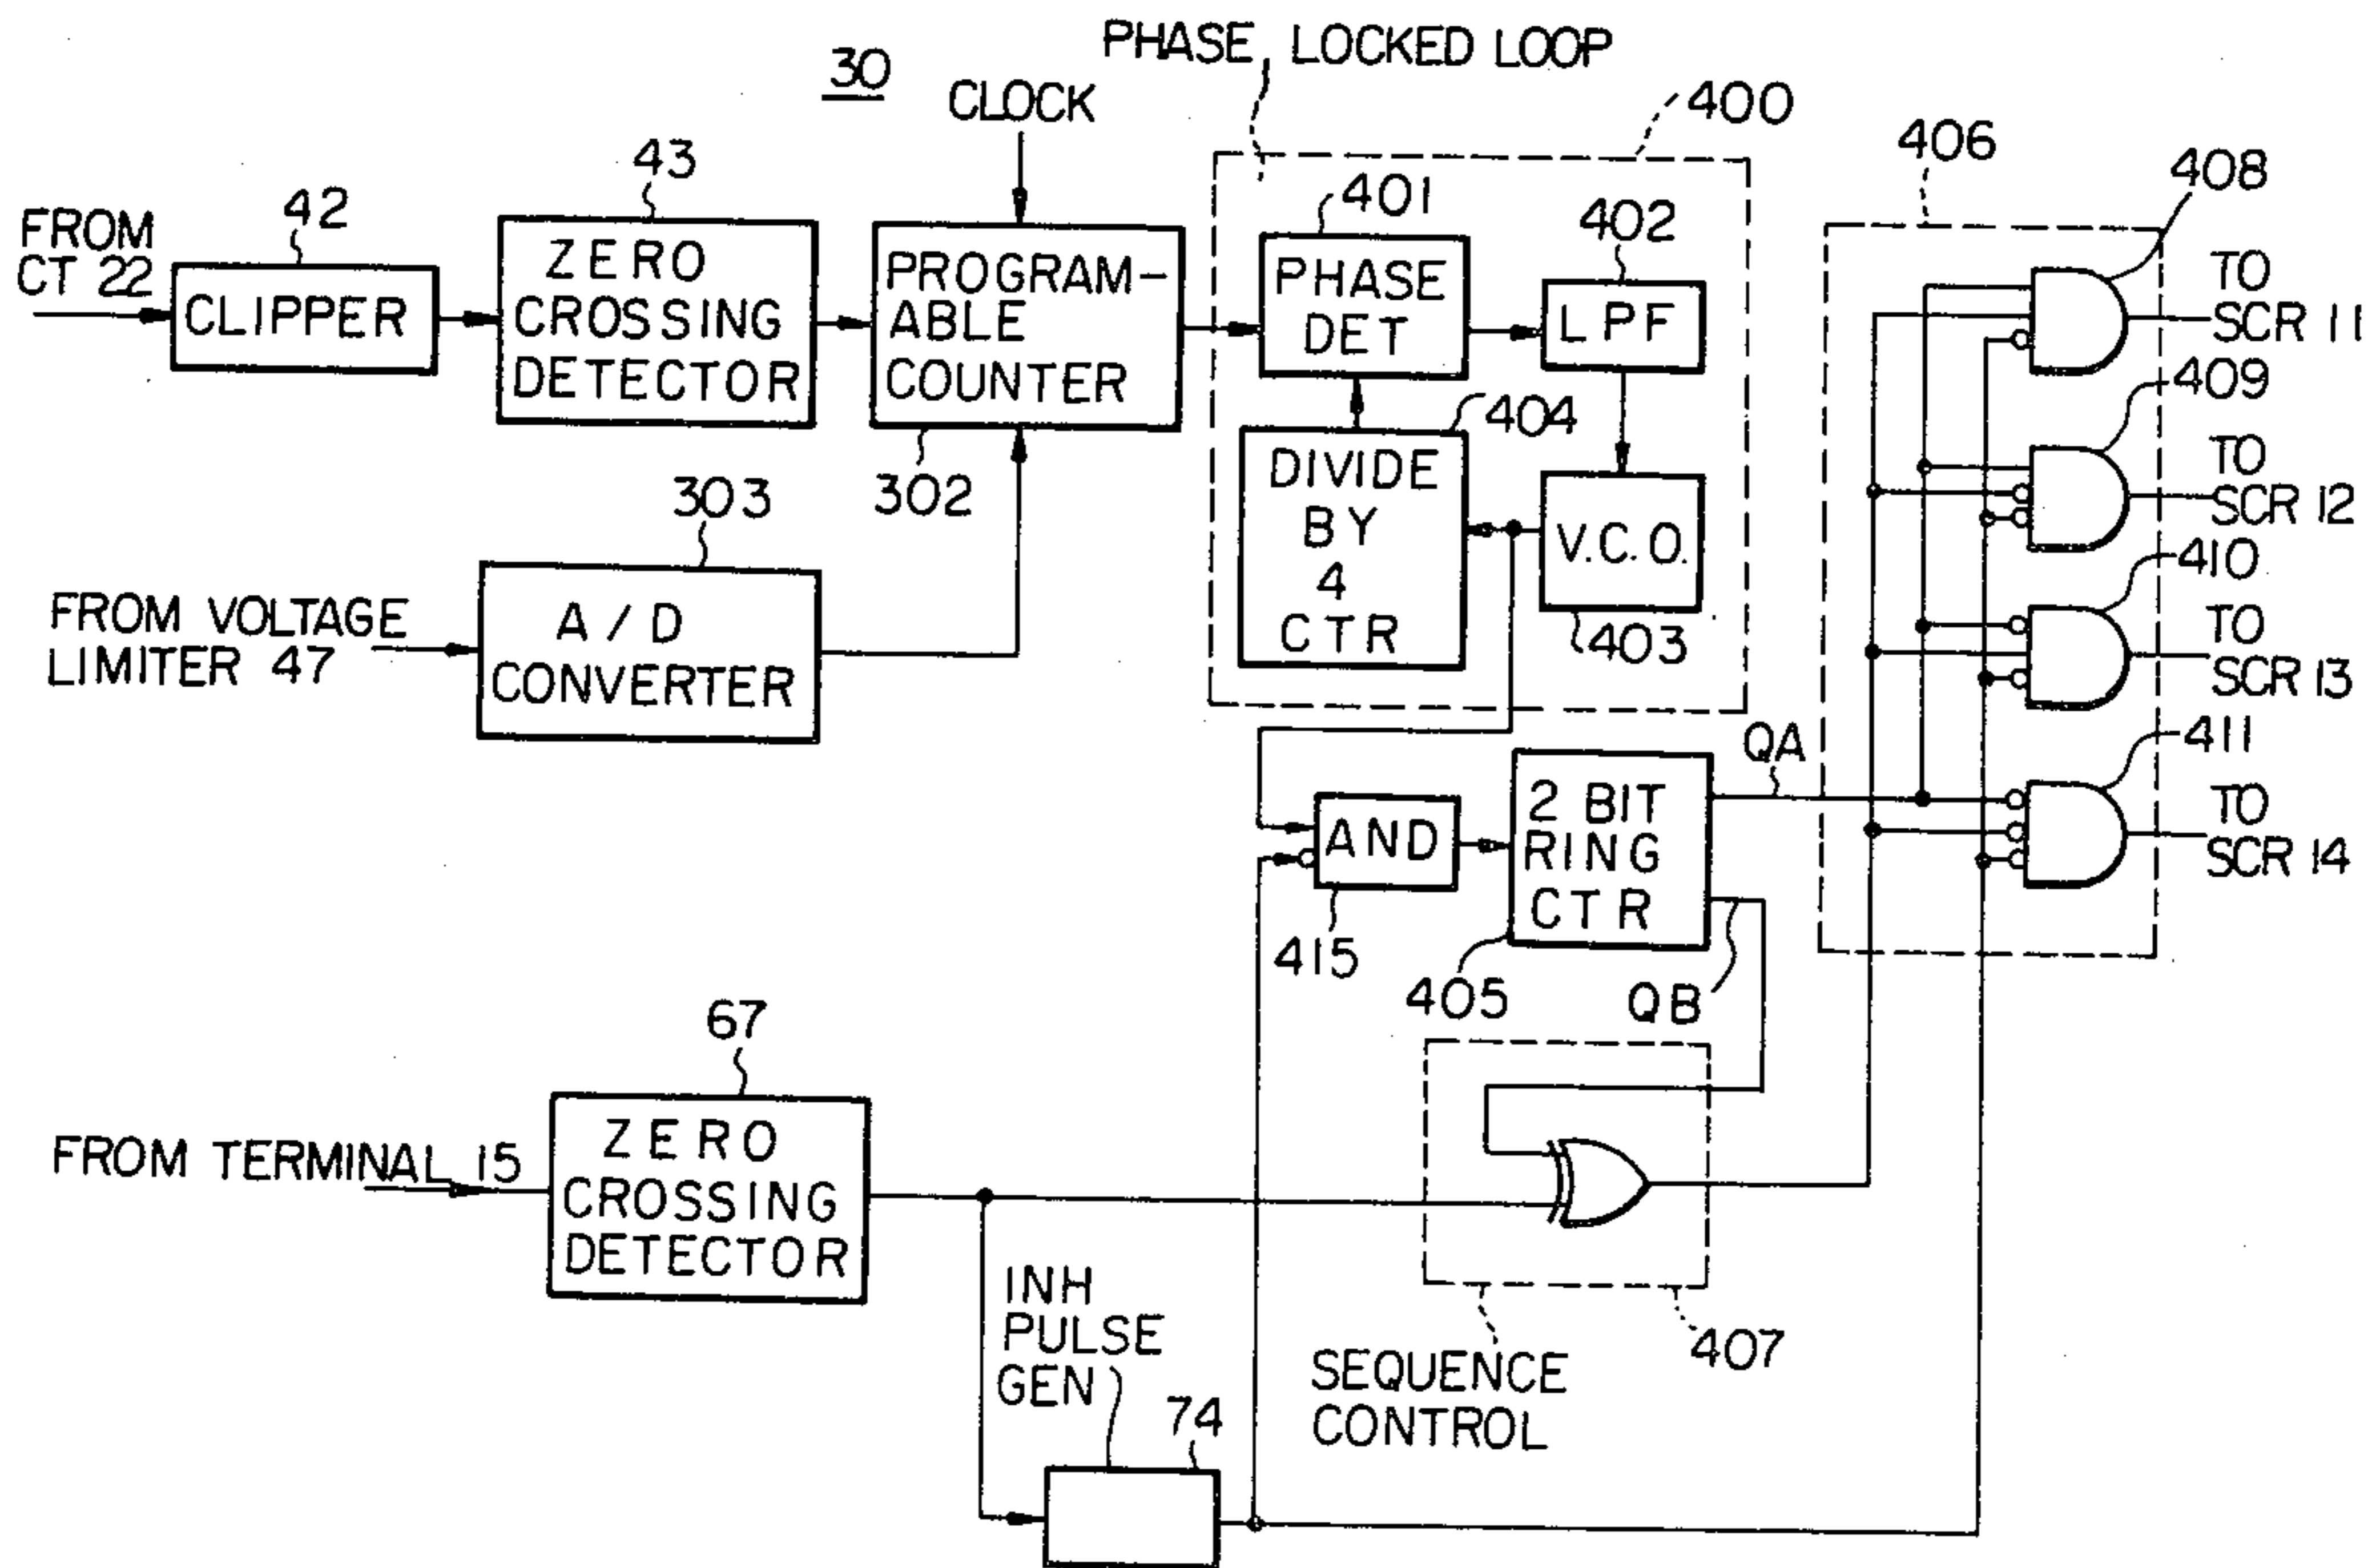 PHASE LOCKED LOOP
30
CLOCK
400
43
401
406
408
42
402
FROM
CT 22
CLIPPER
ZERO
CROSSING
DETECTOR
PROGRAM-
ABLE
COUNTER
PHASE
DET
LPF
TO
SCR 11
409
404
303
302
DIVIDE
BY
4
CTR
V.C.O.
TO
SCR 12
410
FROM VOLTAGE
LIMITER 47
A/D
CONVERTER
403
TO
SCR 13
411
QA
AND
2 BIT
RING
CTR
TO
SCR 14
415
405
QB
67
FROM TERMINAL 15
ZERO
CROSSING
DETECTOR
INH
PULSE
GEN
74
SEQUENCE
CONTROL
407